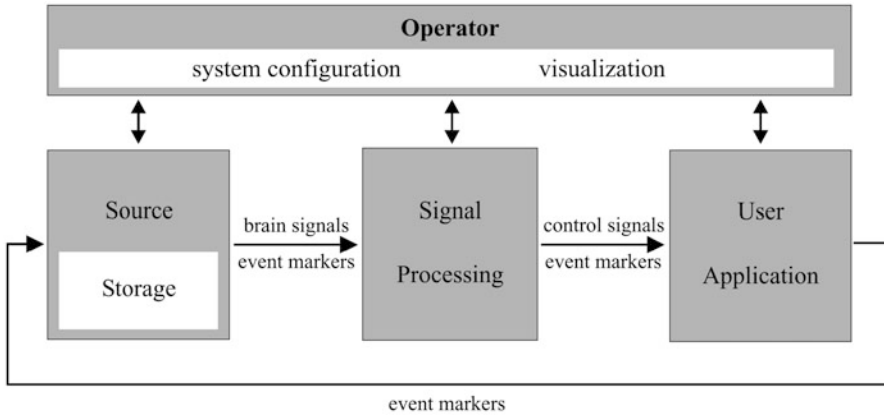 Operator
system configuration visualization
Source
Storage
brain signals
event markers
Signal
Processing
control signals
event markers
User
Application
event markers